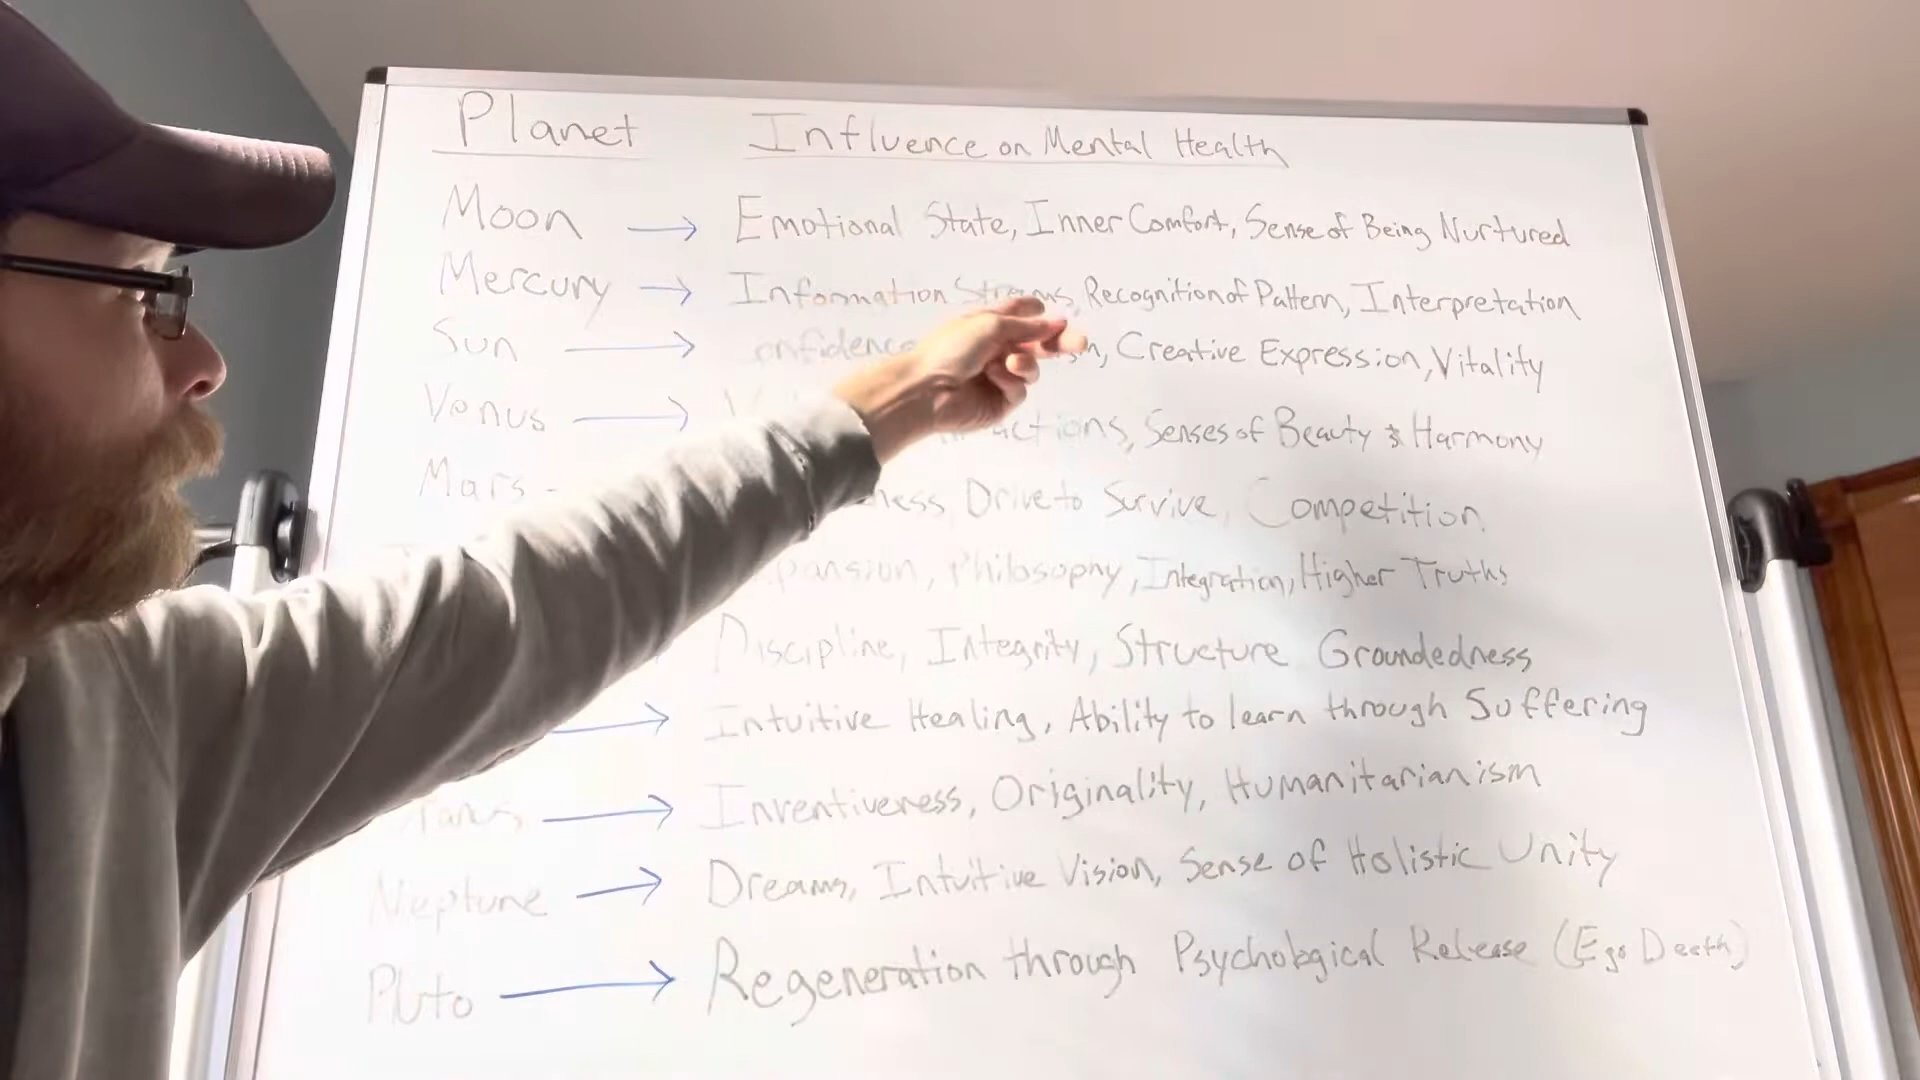 Planet Influence on Mental Health
Moon → Emotional State, Inner Comfort, Sense of Being Nurtured
Mercury → Information Streams, Recognition of Pattern, Interpretation
Sun → Confidence Creative Expression, Vitality
Venus → Senses of Beauty & Harmony
Mars Drive to Survive, Competition
Expansion, Philosophy, Integration, Higher Truths
Discipline, Integrity, Structure Groundedness
→ Intuitive Healing, Ability to learn through Suffering
Uranus → Inventiveness, Originality, Humanitarianism
Neptune → Dreams, Intuitive Vision, Sense of Holistic Unity
Pluto → Regeneration through Psychological Release (Ego Death)